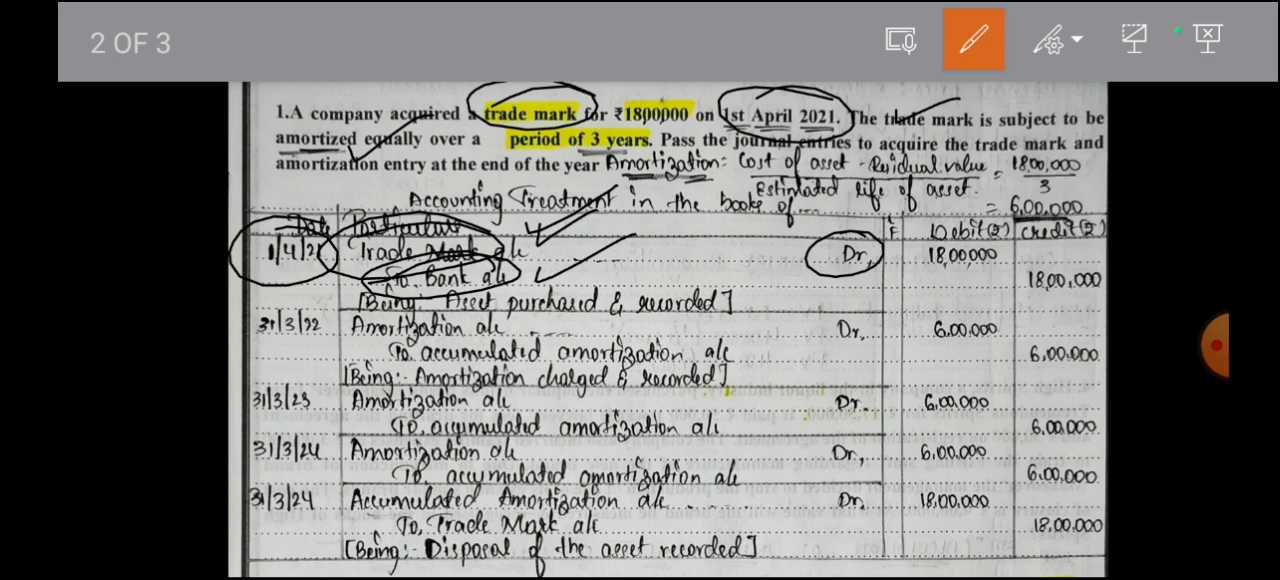 2 OF 3
1.A company acquired a trade mark for ₹1800000 on 1st April 2021. The trade mark is subject to be
amortized equally over a period of 3 years. Pass the journal entries to acquire the trade mark and
amortization entry at the end of the year Amortization = Cost of asset - Residual value = 18,00,000
Estimated life of asset. 3
Accounting Treatment in the books of... = 6,00,000
Date Particulars L F Debit(₹) Credit(₹)
1/4/21 Trade Mark a/c Dr, 18,00,000
To Bank a/c 18,00,000
[Being: Asset purchased & recorded]
31/3/22 Amortization a/c Dr, 6,00,000
To accumulated amortization a/c 6,00,000
[Being:- Amortization charged & recorded]
31/3/23 Amortization a/c Dr. 6,00,000
To, accumulated amortization a/c 6,00,000
31/3/24 Amortization a/c Dr, 6,00,000
To, accumulated amortization a/c 6,00,000
31/3/24 Accumulated Amortization a/c Dr, 18,00,000
To, Trade Mark a/c 18,00,000
[Being:- Disposal of the asset recorded]